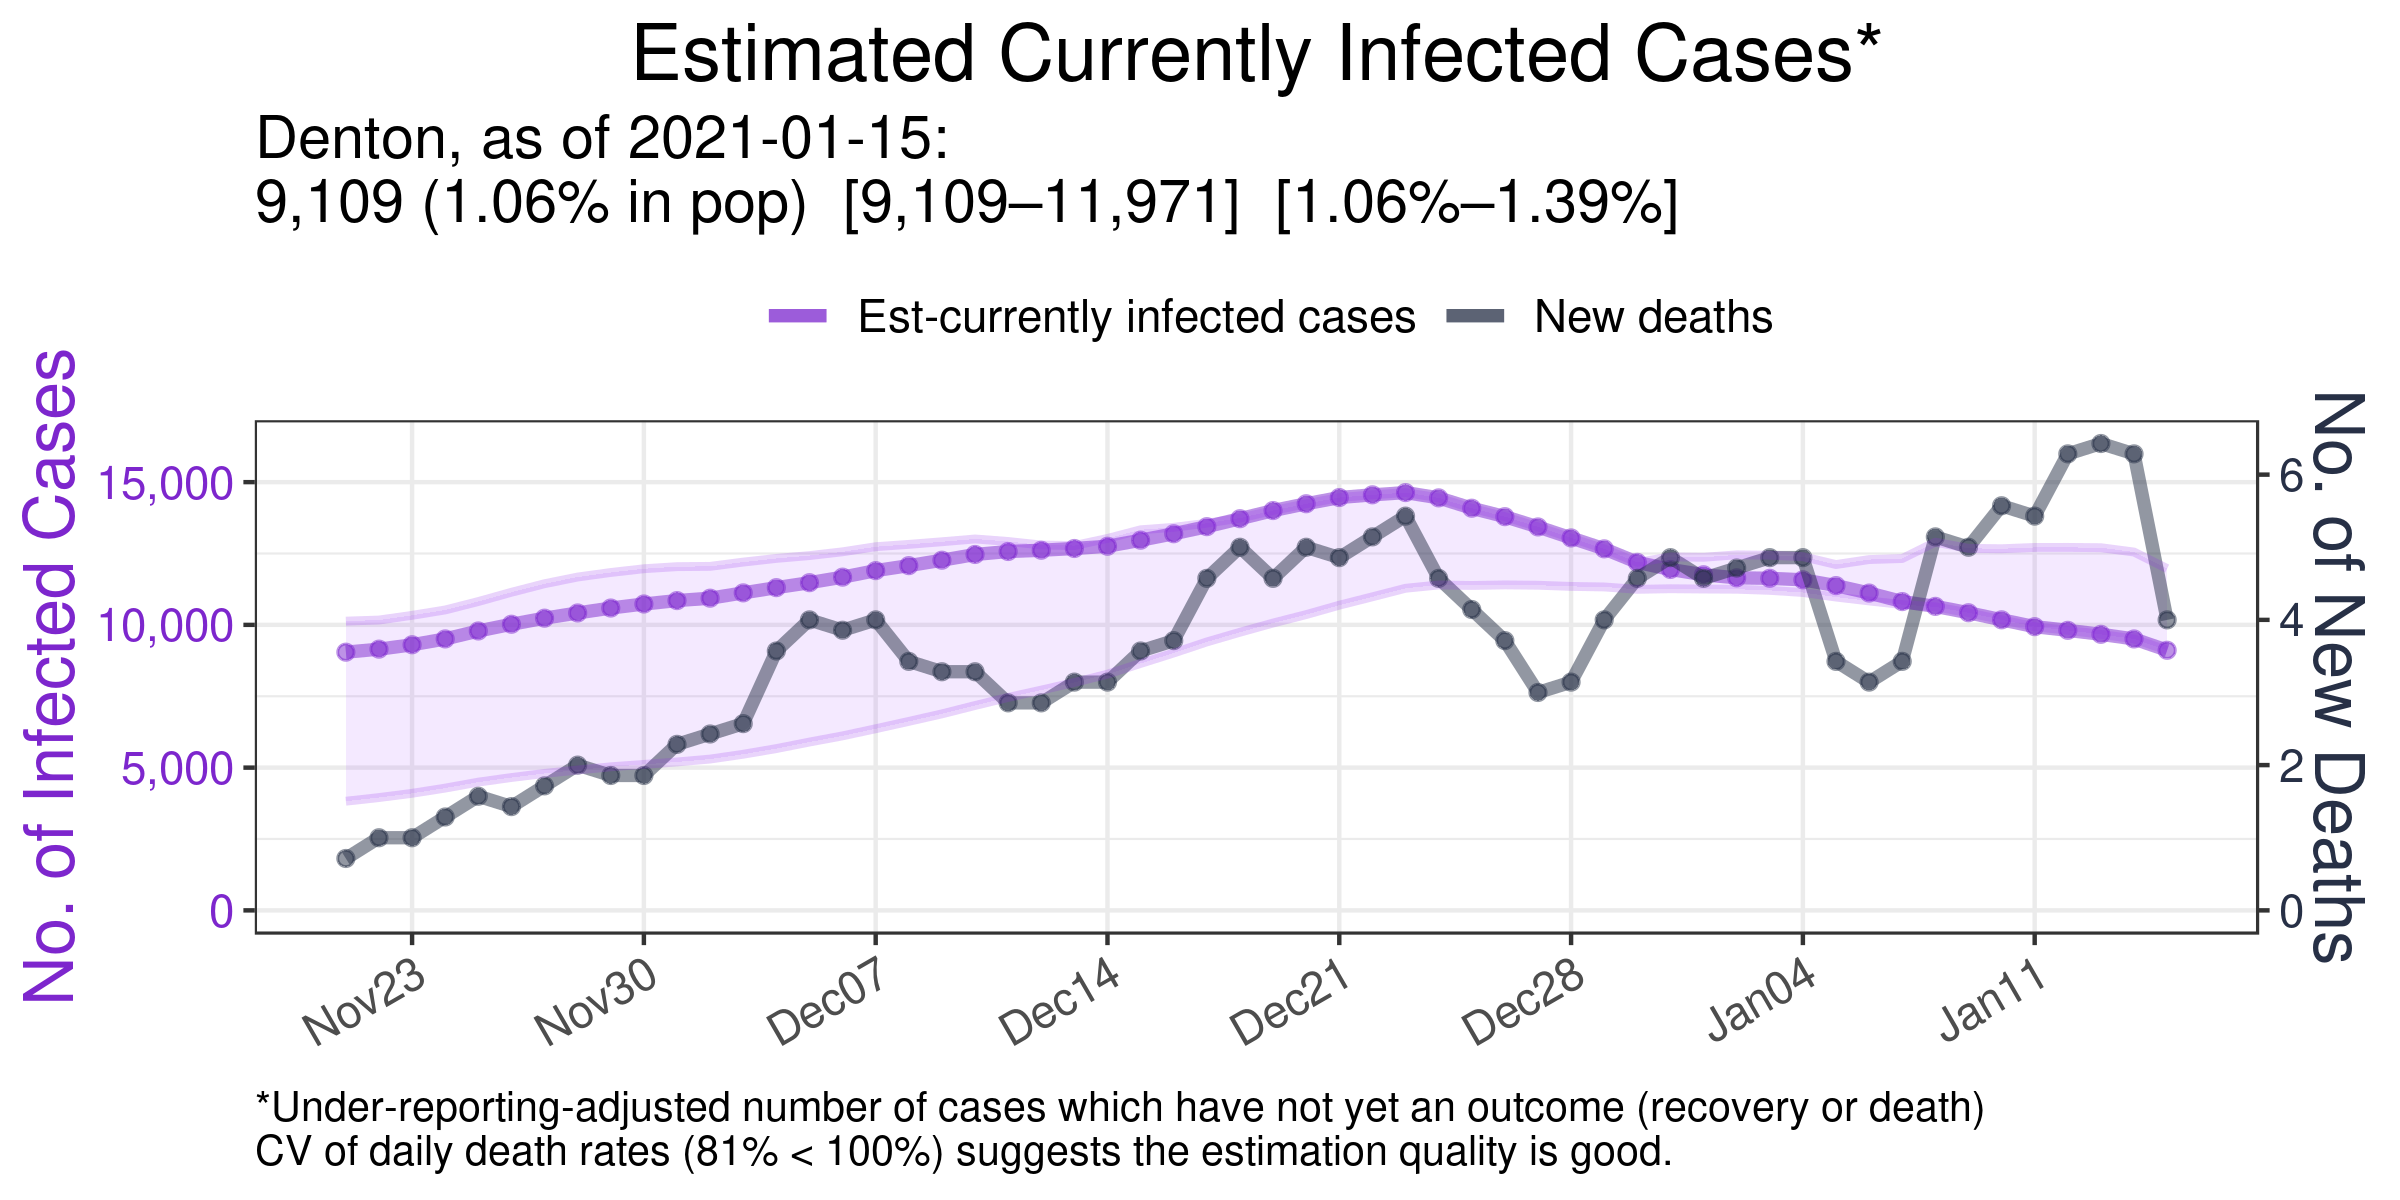 Estimated Currently Infected Cases*
Denton, as of 2021-01-15:
9,109 (1.06% in pop)  [9,109–11,971]  [1.06%–1.39%]
Est-currently infected cases
New deaths
No. of Infected Cases
15,000
10,000
5,000
0
6
4
2
0
No. of New Deaths
Nov23
Nov30
Dec07
Dec14
Dec21
Dec28
Jan04
Jan11
*Under-reporting-adjusted number of cases which have not yet an outcome (recovery or death)
CV of daily death rates (81% < 100%) suggests the estimation quality is good.